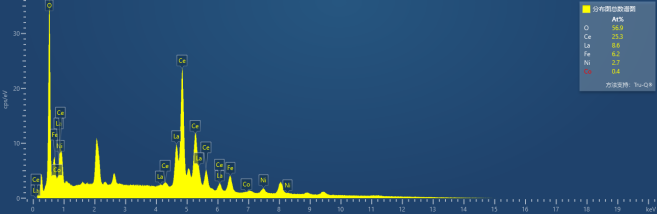 分布图总数谱图
At%
O 56.9
Ce 25.3
La 8.6
Fe 6.2
Ni 2.7
Co 0.4
方法支持: Tru-Q®
cps/eV
30
20
10
0
O
Ce
Ce
La
Ce
La
Ce
La
Ce
La
Fe
Co
Ni
Ni
Ce
La
Fe
Ni
Ce
La
0 1 2 3 4 5 6 7 8 9 10 11 12 13 14 15 16 17 18 19 keV